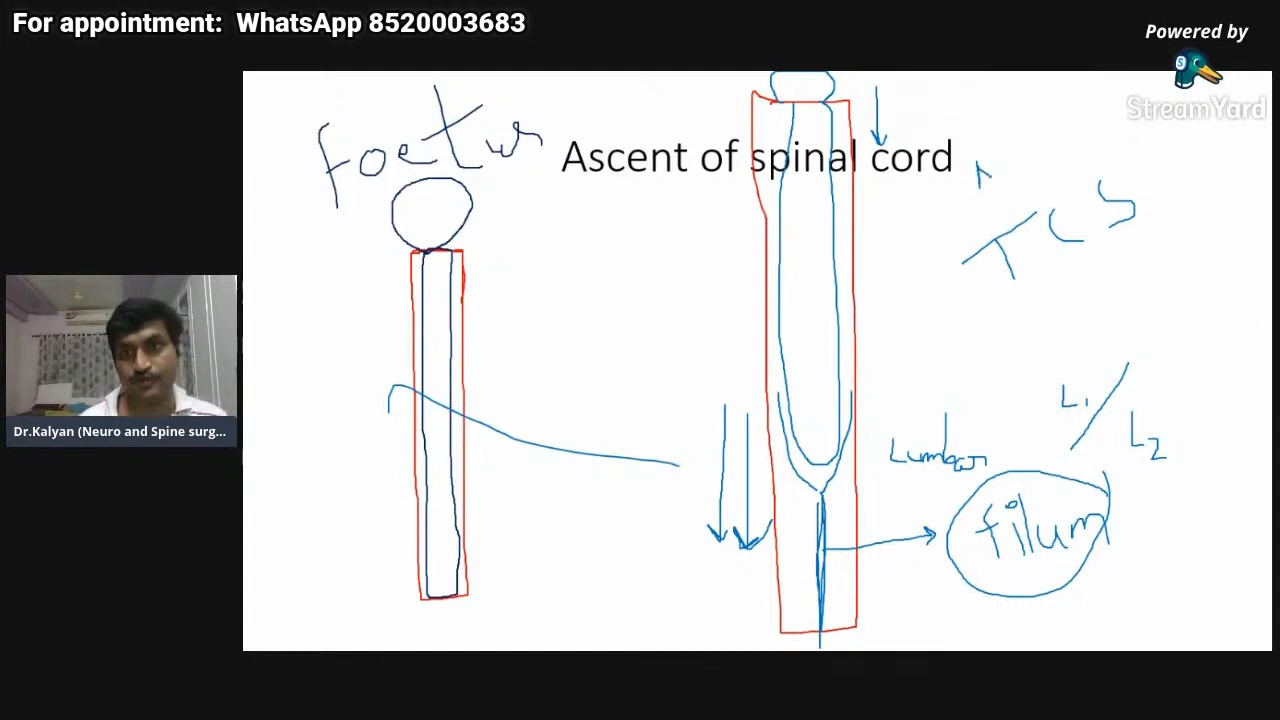 For appointment: WhatsApp 8520003683
Powered by
S
StreamYard
Foetus
Ascent of spinal cord
TCS
L1/L2
Lumbar
filum
Dr.Kalyan (Neuro and Spine surg...